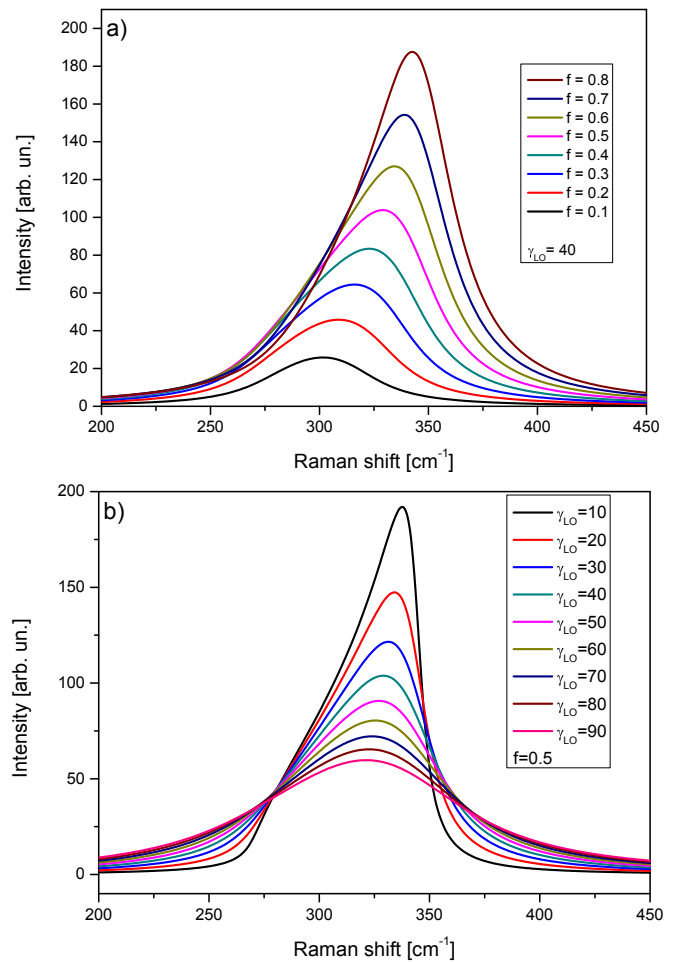 a)
200
180
160
140
120
100
80
60
40
20
0
Intensity [arb. un.]
f = 0.8
f = 0.7
f = 0.6
f = 0.5
f = 0.4
f = 0.3
f = 0.2
f = 0.1
γLO= 40
200 250 300 350 400 450
Raman shift [cm-1]
b)
200
150
100
50
0
Intensity [arb. un.]
γLO=10
γLO=20
γLO=30
γLO=40
γLO=50
γLO=60
γLO=70
γLO=80
γLO=90
f=0.5
200 250 300 350 400 450
Raman shift [cm-1]